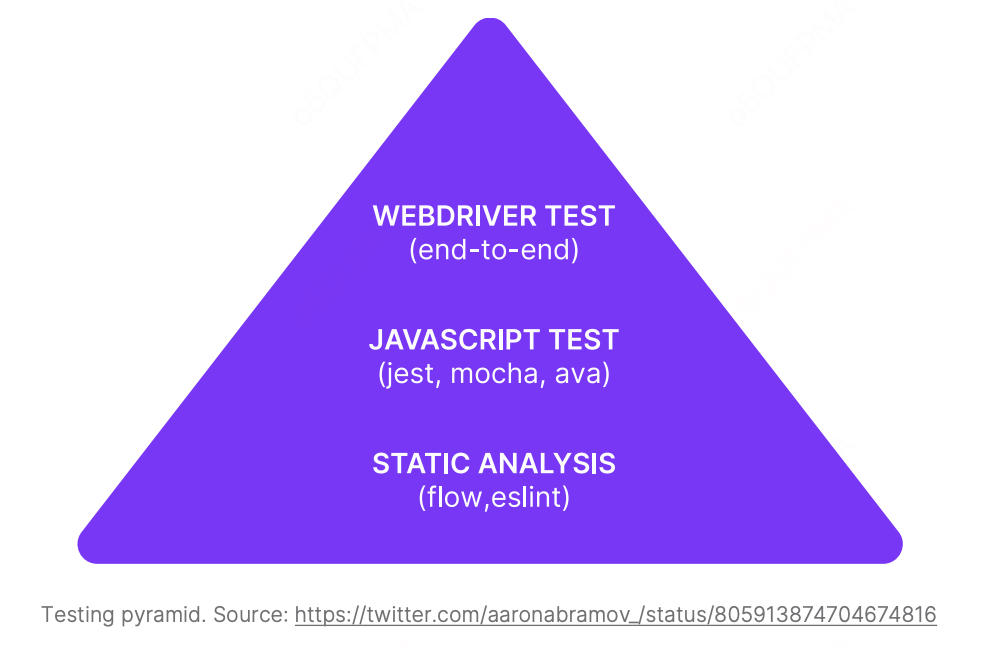 WEBDRIVER TEST
(end-to-end)
JAVASCRIPT TEST
(jest, mocha, ava)
STATIC ANALYSIS
(flow,eslint)
Testing pyramid. Source: https://twitter.com/aaronabramov_/status/805913874704674816